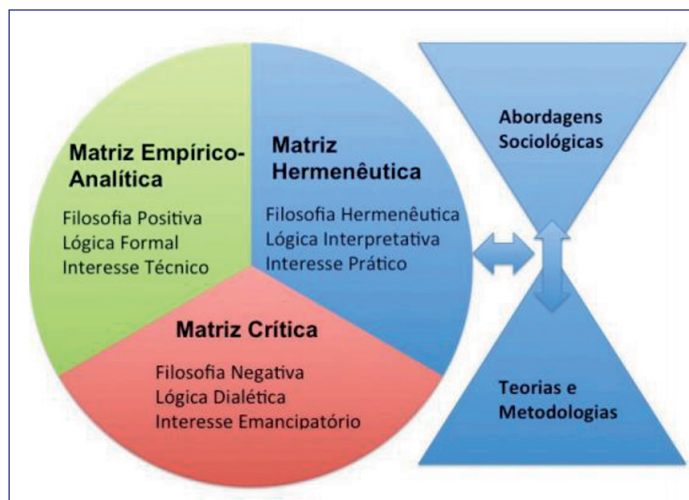 Matriz Empírico-
Analítica
Filosofia Positiva
Lógica Formal
Interesse Técnico
Matriz
Hermenêutica
Filosofia Hermenêutica
Lógica Interpretativa
Interesse Prático
Matriz Crítica
Filosofia Negativa
Lógica Dialética
Interesse Emancipatório
Abordagens
Sociológicas
Teorias e
Metodologias